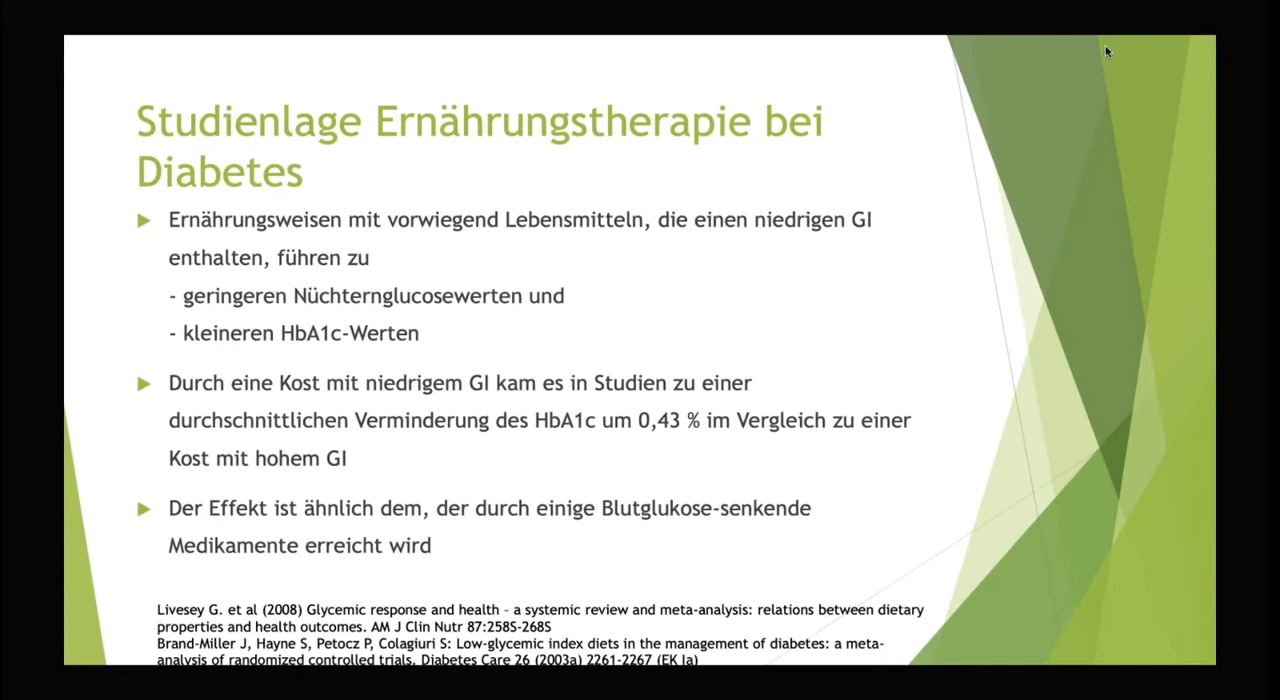 Studienlage Ernährungstherapie bei
Diabetes
Ernährungsweisen mit vorwiegend Lebensmitteln, die einen niedrigen GI
enthalten, führen zu
- geringeren Nüchternglucosewerten und
- kleineren HbA1c-Werten
Durch eine Kost mit niedrigem GI kam es in Studien zu einer
durchschnittlichen Verminderung des HbA1c um 0,43 % im Vergleich zu einer
Kost mit hohem GI
Der Effekt ist ähnlich dem, der durch einige Blutglukose-senkende
Medikamente erreicht wird
Livesey G. et al (2008) Glycemic response and health – a systemic review and meta-analysis: relations between dietary
properties and health outcomes. AM J Clin Nutr 87:258S-268S
Brand-Miller J, Hayne S, Petocz P, Colagiuri S: Low-glycemic index diets in the management of diabetes: a meta-
analysis of randomized controlled trials. Diabetes Care 26 (2003a) 2261-2267 (EK Ia)